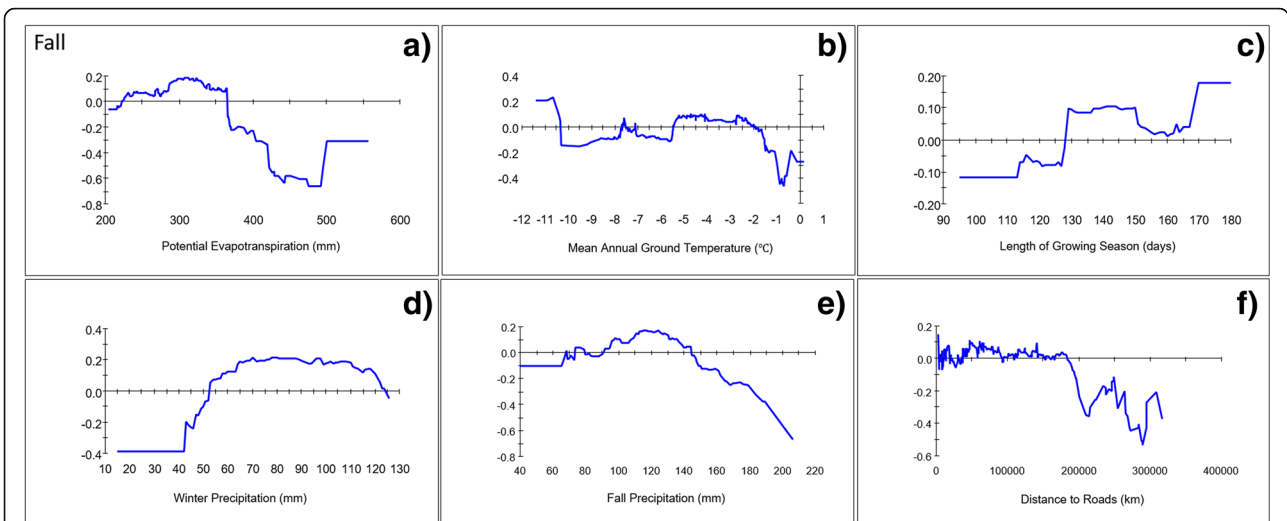 Fall
a)
0.2
0.0
-0.2
-0.4
-0.6
-0.8
200 300 400 500 600
Potential Evapotranspiration (mm)
b)
0.4
0.2
0.0
-0.2
-0.4
-12 -11 -10 -9 -8 -7 -6 -5 -4 -3 -2 -1 0 1
Mean Annual Ground Temperature (℃)
c)
0.20
0.10
0.00
-0.10
-0.20
90 100 110 120 130 140 150 160 170 180
Length of Growing Season (days)
d)
0.4
0.2
0.0
-0.2
-0.4
10 20 30 40 50 60 70 80 90 100 110 120 130
Winter Precipitation (mm)
e)
0.2
0.0
-0.2
-0.4
-0.6
-0.8
40 60 80 100 120 140 160 180 200 220
Fall Precipitation (mm)
f)
0.2
0.0
-0.2
-0.4
-0.6
0 100000 200000 300000 400000
Distance to Roads (km)